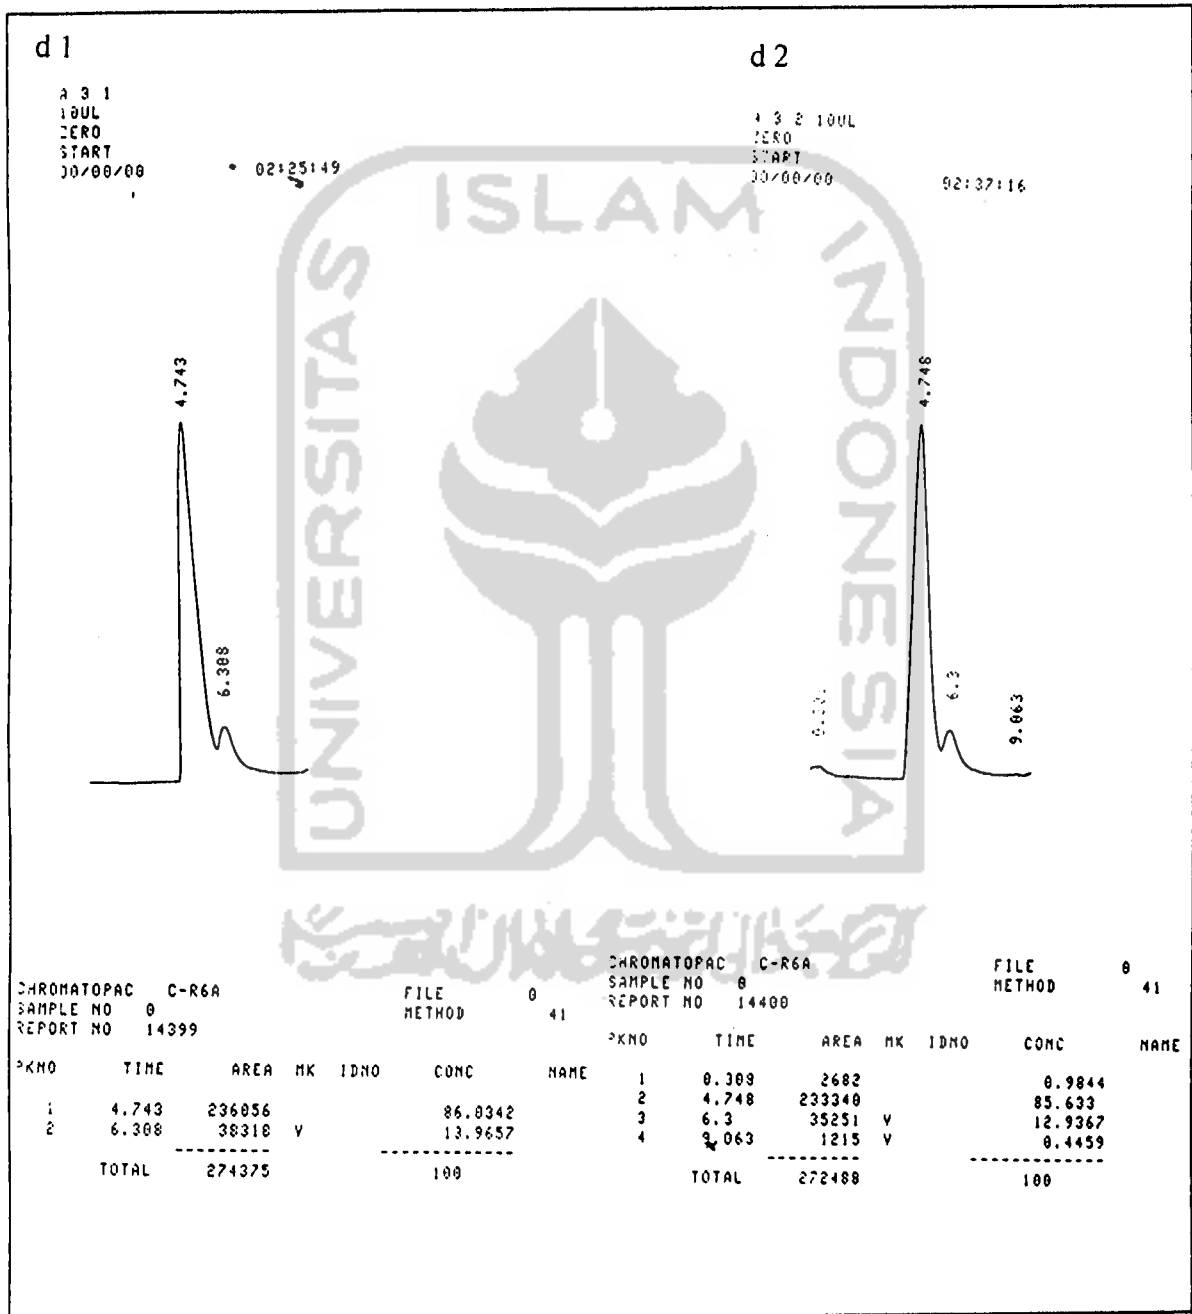 d 1
A 3 1
10UL
ZERO
START
00/00/00 02:25:49
4.743
6.308
CHROMATOPAC C-R6A FILE 0
SAMPLE NO 0 METHOD 41
REPORT NO 14399
PKNO TIME AREA MK IDNO CONC NAME
1 4.743 236056 86.0342
2 6.308 38318 V 13.9657
TOTAL 274375 100
d 2
A 3 2 10UL
ZERO
START
00/00/00 02:37:16
4.748
6.3
9.063
CHROMATOPAC C-R6A FILE 0
SAMPLE NO 0 METHOD 41
REPORT NO 14400
PKNO TIME AREA MK IDNO CONC NAME
1 0.309 2682 0.9844
2 4.748 233340 85.633
3 6.3 35251 V 12.9367
4 9.063 1215 V 0.4459
TOTAL 272488 100
UNIVERSITAS
ISLAM
INDONESIA